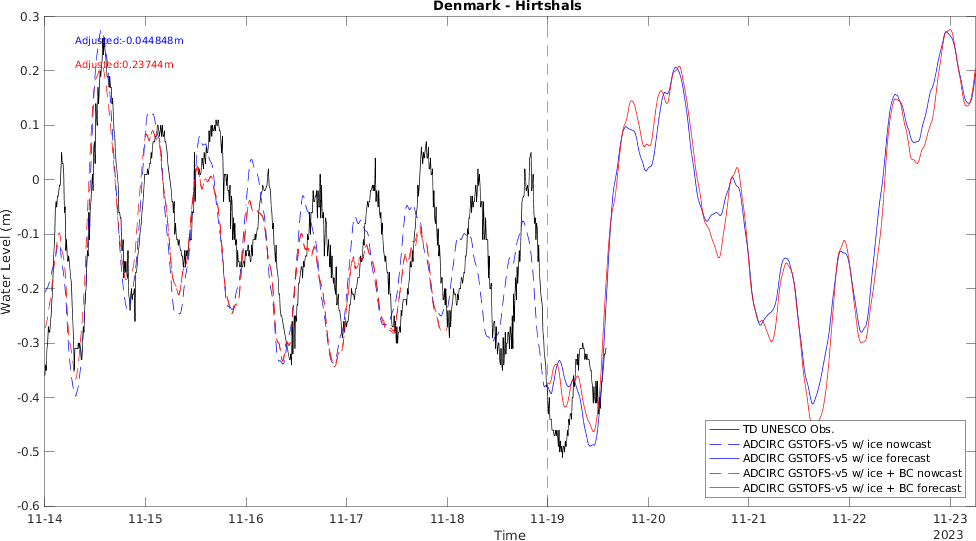 Denmark - Hirtshals
Adjusted:-0.044848m
Adjusted:0.23744m
Water Level (m)
0.3
0.2
0.1
0
-0.1
-0.2
-0.3
-0.4
-0.5
-0.6
TD UNESCO Obs.
ADCIRC GSTOFS-v5 w/ ice nowcast
ADCIRC GSTOFS-v5 w/ ice forecast
ADCIRC GSTOFS-v5 w/ ice + BC nowcast
ADCIRC GSTOFS-v5 w/ ice + BC forecast
11-14 11-15 11-16 11-17 11-18 11-19 11-20 11-21 11-22 11-23
Time
2023